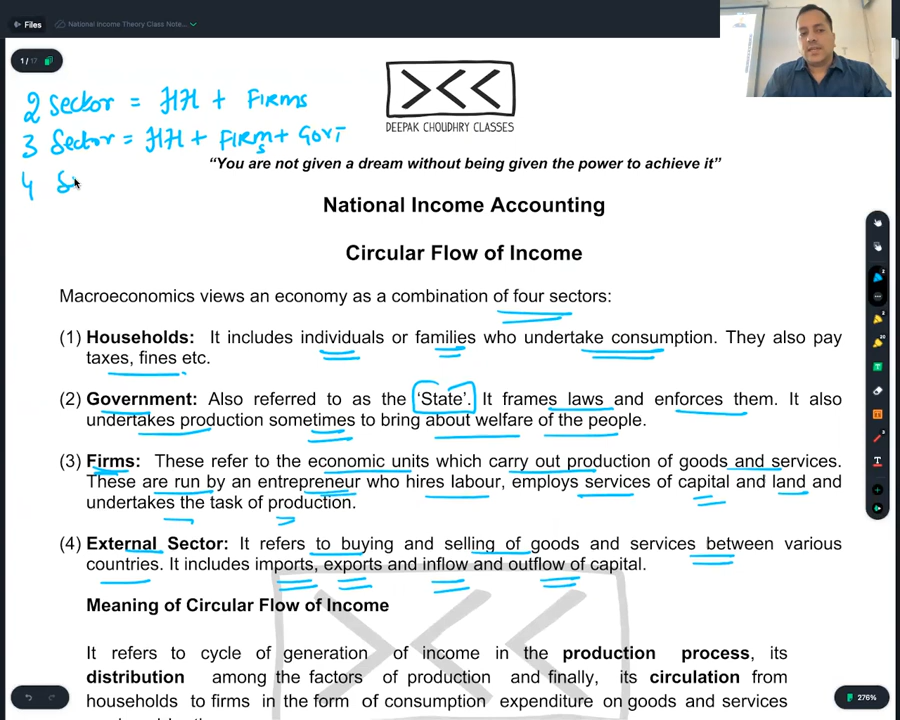 Files
National Income Theory Class Note...
1/17
2 Sector = HH + FIRMS
3 Sector = HH + FIRMS + GOVT
4 S
DEEPAK CHOUDHRY CLASSES
“You are not given a dream without being given the power to achieve it”
National Income Accounting
Circular Flow of Income
Macroeconomics views an economy as a combination of four sectors:
(1) Households: It includes individuals or families who undertake consumption. They also pay
taxes, fines etc.
(2) Government: Also referred to as the ‘State’. It frames laws and enforces them. It also
undertakes production sometimes to bring about welfare of the people.
(3) Firms: These refer to the economic units which carry out production of goods and services.
These are run by an entrepreneur who hires labour, employs services of capital and land and
undertakes the task of production.
(4) External Sector: It refers to buying and selling of goods and services between various
countries. It includes imports, exports and inflow and outflow of capital.
Meaning of Circular Flow of Income
It refers to cycle of generation of income in the production process, its
distribution among the factors of production and finally, its circulation from
households to firms in the form of consumption expenditure on goods and services
276%